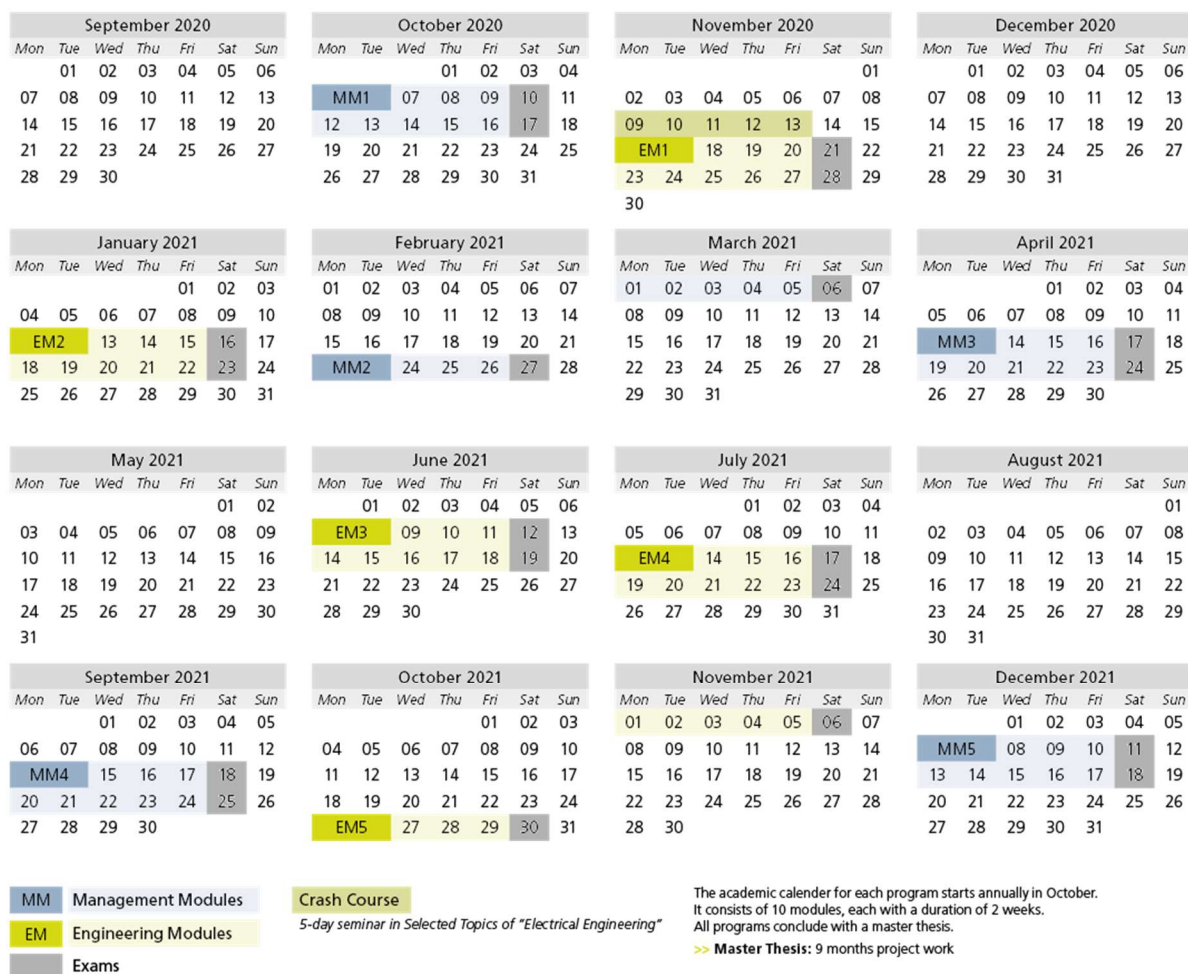 September 2020
Mon Tue Wed Thu Fri Sat Sun
01 02 03 04 05 06
07 08 09 10 11 12 13
14 15 16 17 18 19 20
21 22 23 24 25 26 27
28 29 30
October 2020
Mon Tue Wed Thu Fri Sat Sun
01 02 03 04
MM1 07 08 09 10 11
12 13 14 15 16 17 18
19 20 21 22 23 24 25
26 27 28 29 30 31
November 2020
Mon Tue Wed Thu Fri Sat Sun
01
02 03 04 05 06 07 08
09 10 11 12 13 14 15
EM1 18 19 20 21 22
23 24 25 26 27 28 29
30
December 2020
Mon Tue Wed Thu Fri Sat Sun
01 02 03 04 05 06
07 08 09 10 11 12 13
14 15 16 17 18 19 20
21 22 23 24 25 26 27
28 29 30 31
January 2021
Mon Tue Wed Thu Fri Sat Sun
01 02 03
04 05 06 07 08 09 10
EM2 13 14 15 16 17
18 19 20 21 22 23 24
25 26 27 28 29 30 31
February 2021
Mon Tue Wed Thu Fri Sat Sun
01 02 03 04 05 06 07
08 09 10 11 12 13 14
15 16 17 18 19 20 21
MM2 24 25 26 27 28
March 2021
Mon Tue Wed Thu Fri Sat Sun
01 02 03 04 05 06 07
08 09 10 11 12 13 14
15 16 17 18 19 20 21
22 23 24 25 26 27 28
29 30 31
April 2021
Mon Tue Wed Thu Fri Sat Sun
01 02 03 04
05 06 07 08 09 10 11
MM3 14 15 16 17 18
19 20 21 22 23 24 25
26 27 28 29 30
May 2021
Mon Tue Wed Thu Fri Sat Sun
01 02
03 04 05 06 07 08 09
10 11 12 13 14 15 16
17 18 19 20 21 22 23
24 25 26 27 28 29 30
31
June 2021
Mon Tue Wed Thu Fri Sat Sun
01 02 03 04 05 06
EM3 09 10 11 12 13
14 15 16 17 18 19 20
21 22 23 24 25 26 27
28 29 30
July 2021
Mon Tue Wed Thu Fri Sat Sun
01 02 03 04
05 06 07 08 09 10 11
EM4 14 15 16 17 18
19 20 21 22 23 24 25
26 27 28 29 30 31
August 2021
Mon Tue Wed Thu Fri Sat Sun
01
02 03 04 05 06 07 08
09 10 11 12 13 14 15
16 17 18 19 20 21 22
23 24 25 26 27 28 29
30 31
September 2021
Mon Tue Wed Thu Fri Sat Sun
01 02 03 04 05
06 07 08 09 10 11 12
MM4 15 16 17 18 19
20 21 22 23 24 25 26
27 28 29 30
October 2021
Mon Tue Wed Thu Fri Sat Sun
01 02 03
04 05 06 07 08 09 10
11 12 13 14 15 16 17
18 19 20 21 22 23 24
EM5 27 28 29 30 31
November 2021
Mon Tue Wed Thu Fri Sat Sun
01 02 03 04 05 06 07
08 09 10 11 12 13 14
15 16 17 18 19 20 21
22 23 24 25 26 27 28
28 30
December 2021
Mon Tue Wed Thu Fri Sat Sun
01 02 03 04 05
MM5 08 09 10 11 12
13 14 15 16 17 18 19
20 21 22 23 24 25 26
27 28 29 30 31
MM Management Modules
EM Engineering Modules
Exams
Crash Course
5-day seminar in Selected Topics of "Electrical Engineering"
The academic calender for each program starts annually in October.
It consists of 10 modules, each with a duration of 2 weeks.
All programs conclude with a master thesis.
>> Master Thesis: 9 months project work